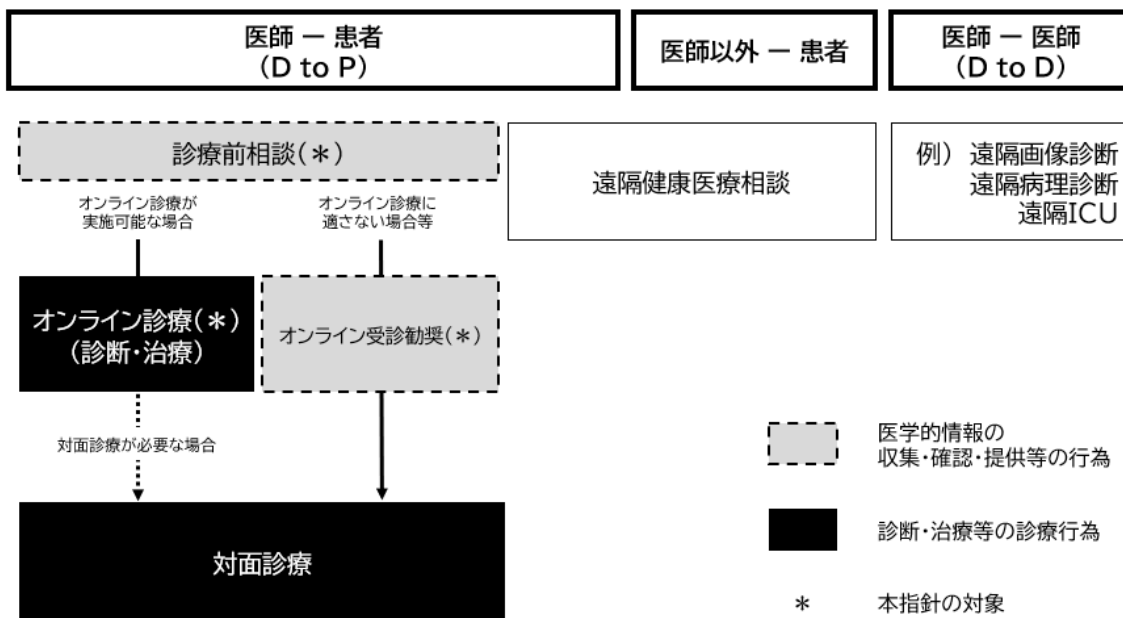 医師 ー 患者
(D to P)
医師以外 ー 患者
医師 ー 医師
(D to D)
診療前相談(*)
遠隔健康医療相談
例) 遠隔画像診断
遠隔病理診断
遠隔ICU
オンライン診療が
実施可能な場合
オンライン診療に
適さない場合等
オンライン診療(*)
(診断・治療)
オンライン受診勧奨(*)
対面診療が必要な場合
対面診療
医学的情報の
収集・確認・提供等の行為
診断・治療等の診療行為
* 本指針の対象